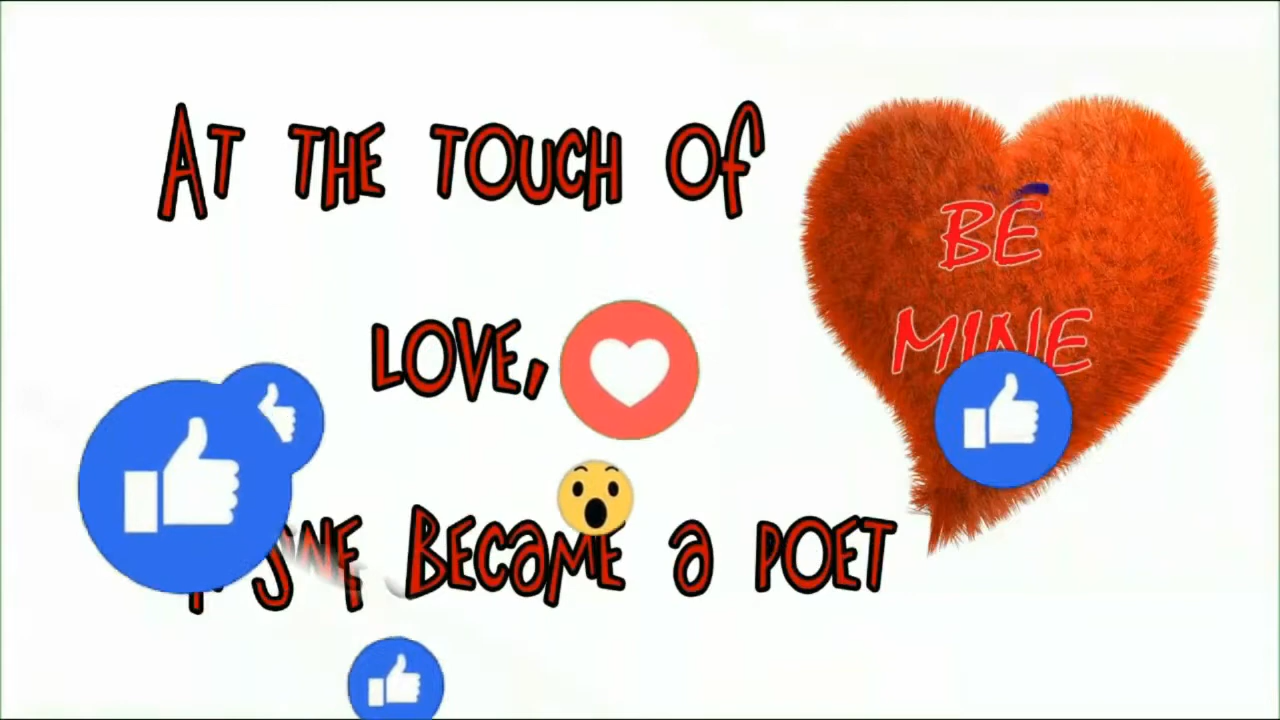 AT THE TOUCH OF
LOVE,
BECAME A POET
BE
MINE